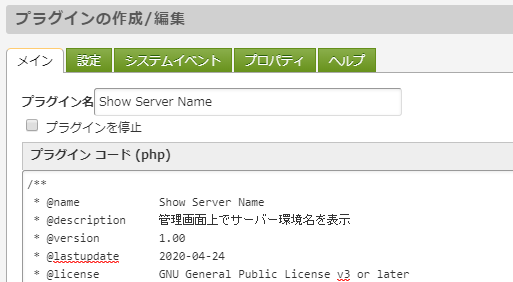 プラグインの作成/編集
メイン 設定 システムイベント プロパティ ヘルプ
プラグイン名 Show Server Name
プラグインを停止
プラグイン コード (php)
/**
* @name Show Server Name
* @description 管理画面上でサーバー環境名を表示
* @version 1.00
* @lastupdate 2020-04-24
* @license GNU General Public License v3 or later